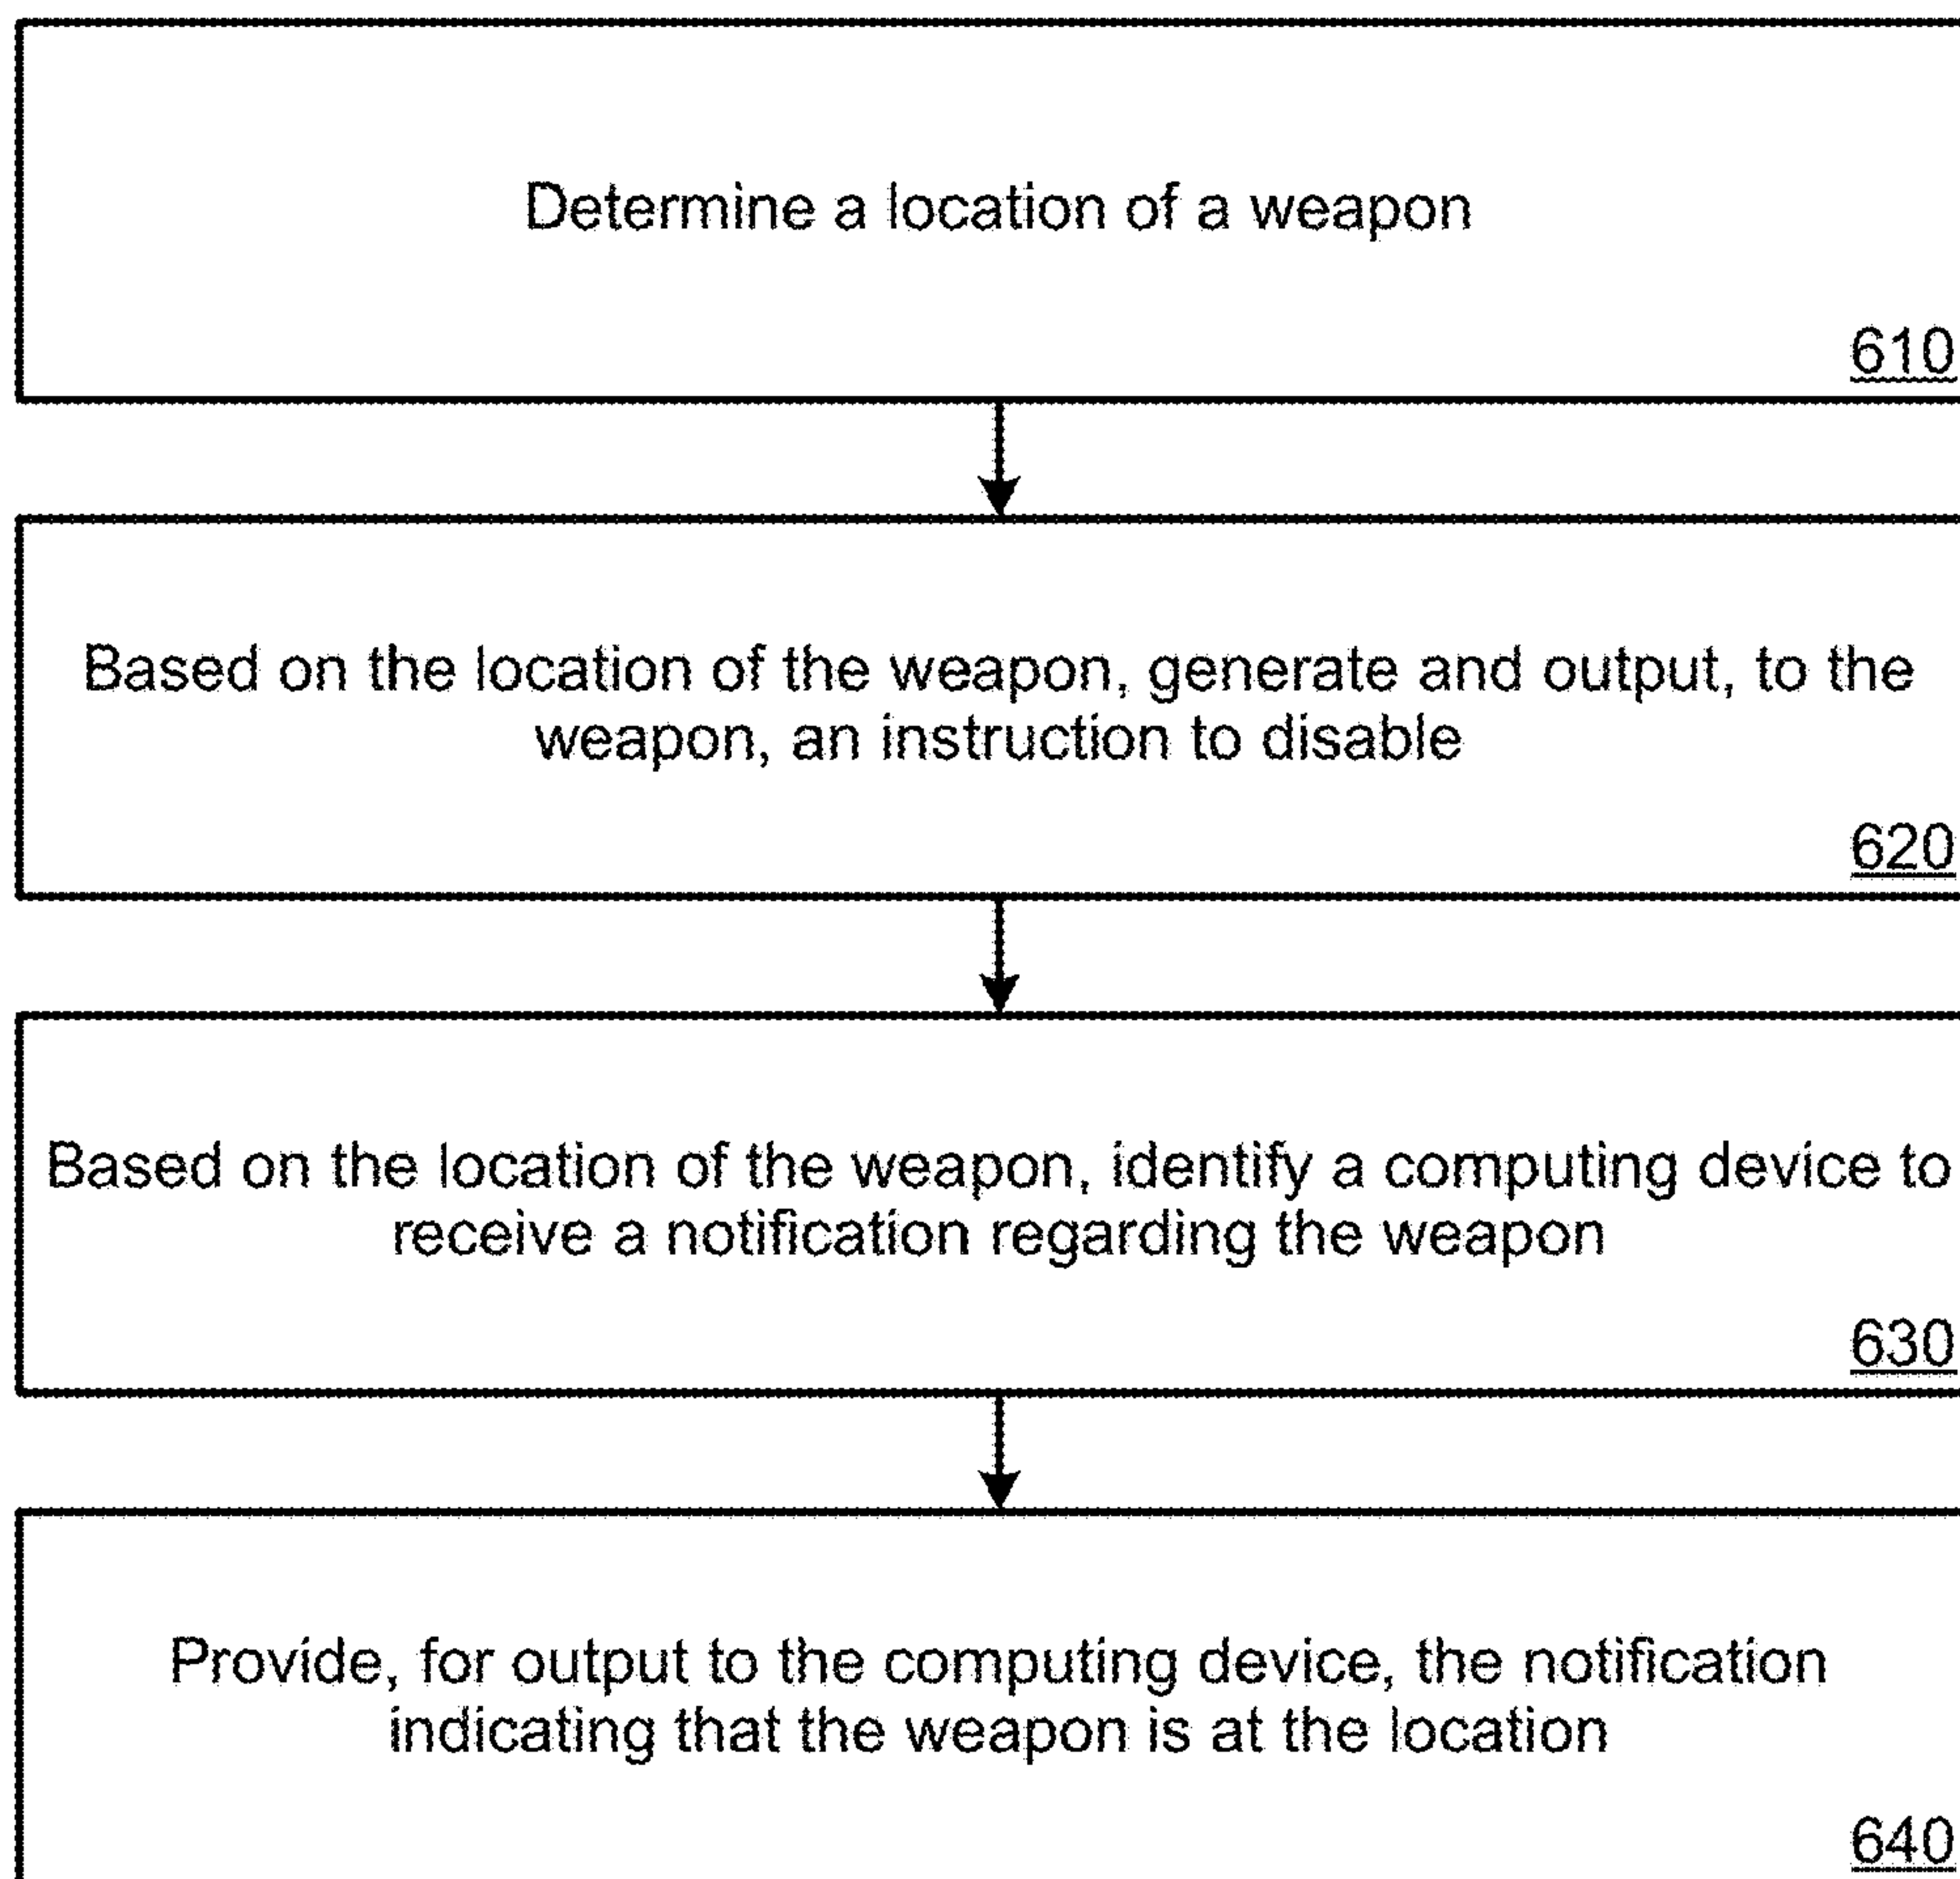 Determine a location of a weapon
610
Based on the location of the weapon, generate and output, to the
weapon, an instruction to disable
620
Based on the location of the weapon, identify a computing device to
receive a notification regarding the weapon
630
Provide, for output to the computing device, the notification
indicating that the weapon is at the location
640